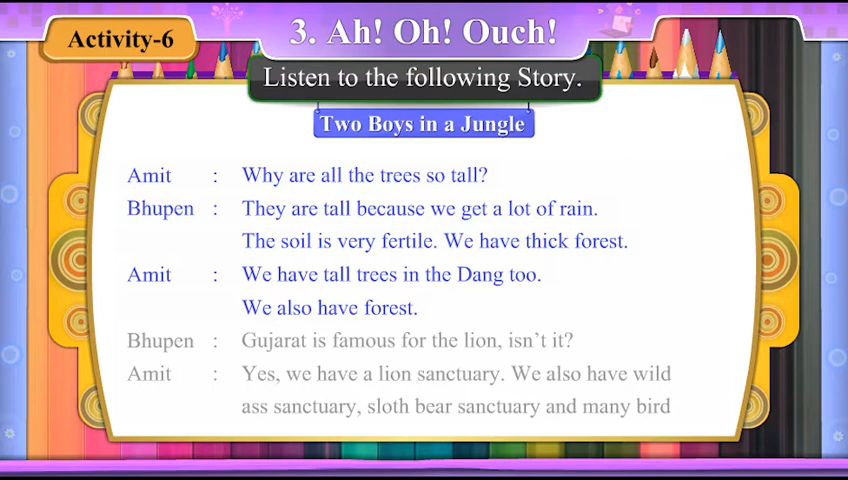 Activity-6
3. Ah! Oh! Ouch!
Listen to the following Story.
Two Boys in a Jungle
Amit : Why are all the trees so tall?
Bhupen : They are tall because we get a lot of rain.
The soil is very fertile. We have thick forest.
Amit : We have tall trees in the Dang too.
We also have forest.
Bhupen : Gujarat is famous for the lion, isn't it?
Amit : Yes, we have a lion sanctuary. We also have wild
ass sanctuary, sloth bear sanctuary and many bird